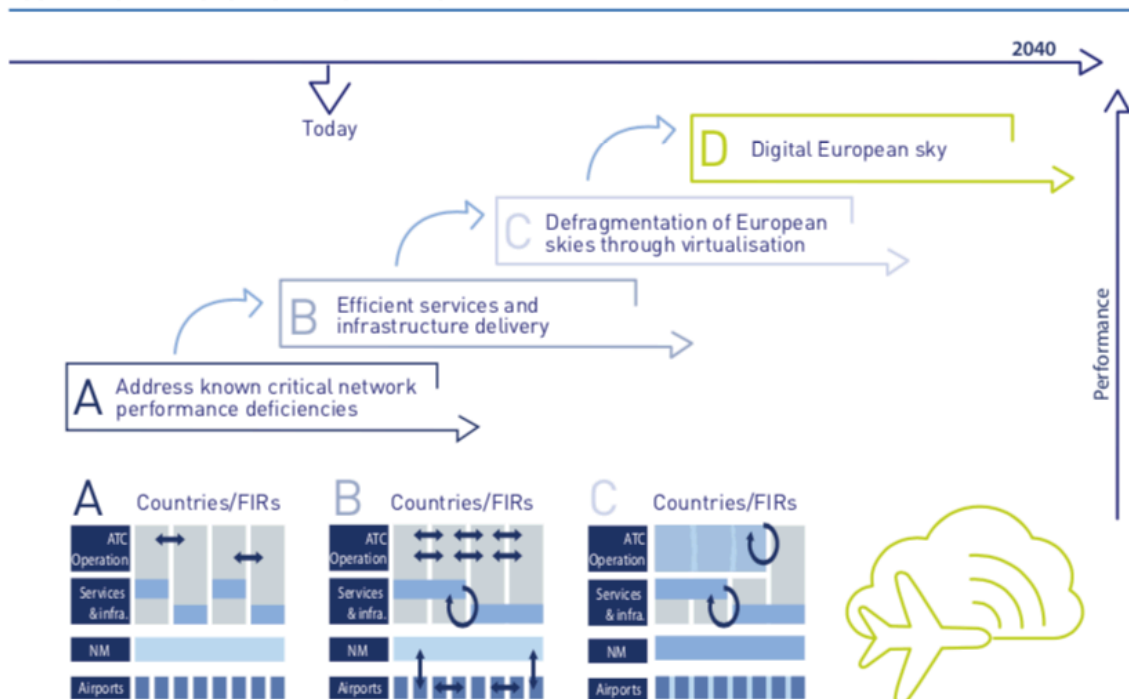 2040
Today
D Digital European sky
C Defragmentation of European
skies through virtualisation
B Efficient services and
infrastructure delivery
A Address known critical network
performance deficiencies
Performance
A Countries/FIRs
ATC
Operation
Services
& infra.
NM
Airports
B Countries/FIRs
ATC
Operation
Services
& infra.
NM
Airports
C Countries/FIRs
ATC
Operation
Services
& infra.
NM
Airports